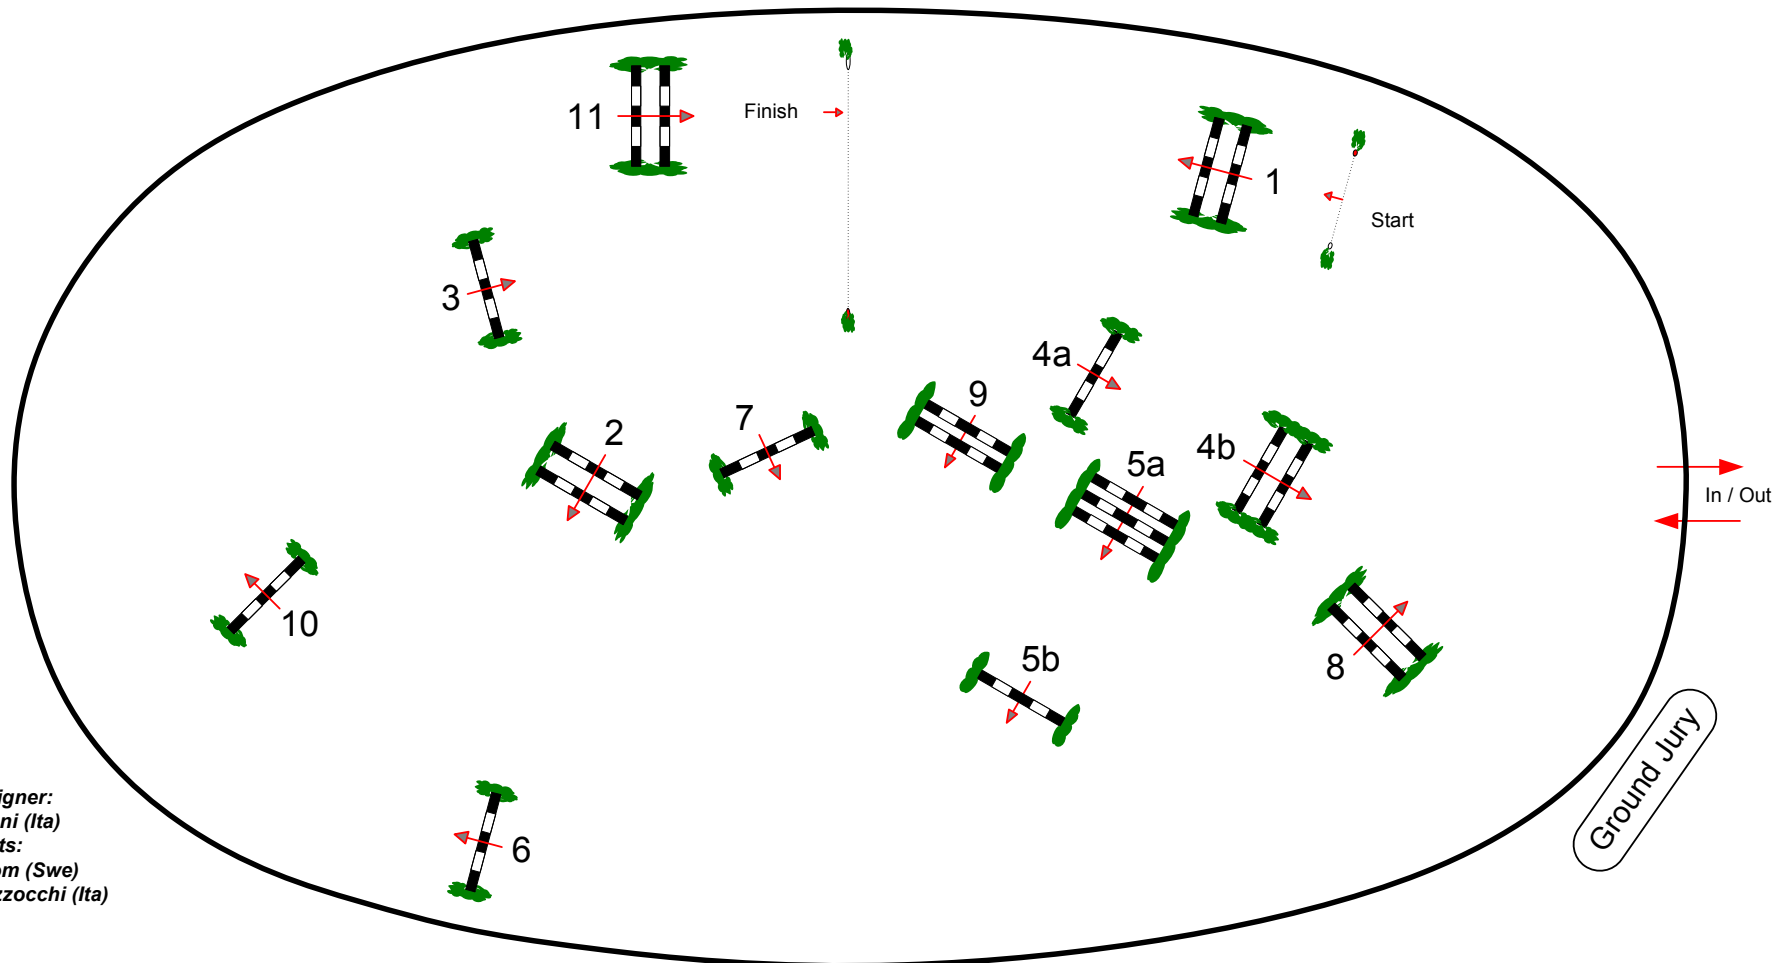 11
Finish
1
Start
3
4a
9
7
2
5a
4b
In / Out
10
5b
8
Ground Jury
6
igner:
ni (Ita)
ts:
om (Swe)
zzocchi (Ita)